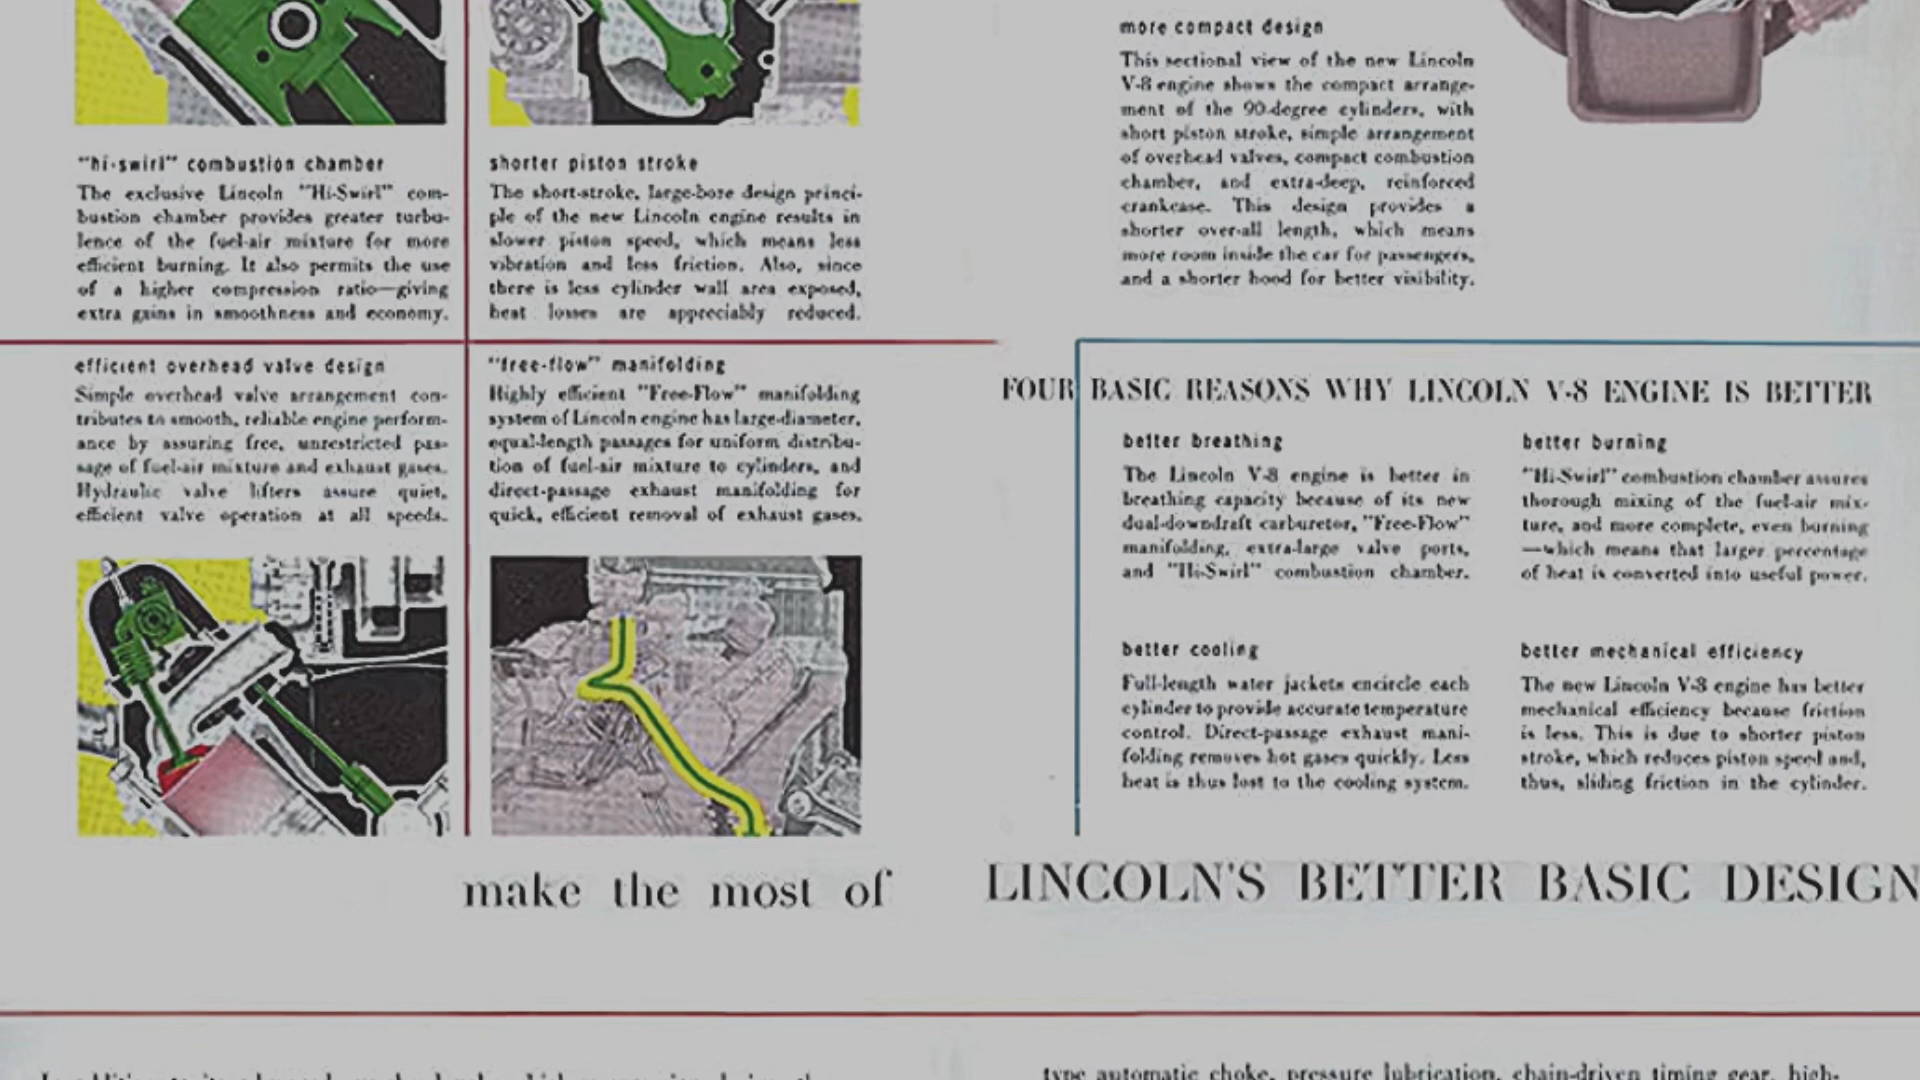 "hi-swirl" combustion chamber
The exclusive Lincoln "Hi-Swirl" com-
bustion chamber provides greater turbu-
lence of the fuel-air mixture for more
efficient burning. It also permits the use
of a higher compression ratio—giving
extra gains in smoothness and economy.
shorter piston stroke
The short-stroke, large-bore design princi-
ple of the new Lincoln engine results in
slower piston speed, which means less
vibration and less friction. Also, since
there is less cylinder wall area exposed,
heat losses are appreciably reduced.
efficient overhead valve design
Simple overhead valve arrangement con-
tributes to smooth, reliable engine perform-
ance by assuring free, unrestricted pas-
sage of fuel-air mixture and exhaust gases.
Hydraulic valve lifters assure quiet,
efficient valve operation at all speeds.
"free-flow" manifolding
Highly efficient "Free-Flow" manifolding
system of Lincoln engine has large-diameter,
equal-length passages for uniform distribu-
tion of fuel-air mixture to cylinders, and
direct-passage exhaust manifolding for
quick, efficient removal of exhaust gases.
more compact design
This sectional view of the new Lincoln
V-8 engine shows the compact arrange-
ment of the 90-degree cylinders, with
short piston stroke, simple arrangement
of overhead valves, compact combustion
chamber, and extra-deep, reinforced
crankcase. This design provides a
shorter over-all length, which means
more room inside the car for passengers,
and a shorter hood for better visibility.
FOUR BASIC REASONS WHY LINCOLN V-8 ENGINE IS BETTER
better breathing
The Lincoln V-8 engine is better in
breathing capacity because of its new
dual-downdraft carburetor, "Free-Flow"
manifolding, extra-large valve ports,
and "Hi-Swirl" combustion chamber.
better burning
"Hi-Swirl" combustion chamber assures
thorough mixing of the fuel-air mix-
ture, and more complete, even burning
—which means that larger percentage
of heat is converted into useful power.
better cooling
Full-length water jackets encircle each
cylinder to provide accurate temperature
control. Direct-passage exhaust mani-
folding removes hot gases quickly. Less
heat is thus lost to the cooling system.
better mechanical efficiency
The new Lincoln V-8 engine has better
mechanical efficiency because friction
is less. This is due to shorter piston
stroke, which reduces piston speed and,
thus, sliding friction in the cylinder.
make the most of LINCOLN'S BETTER BASIC DESIGN
type automatic choke, pressure lubrication, chain-driven timing gear, high-